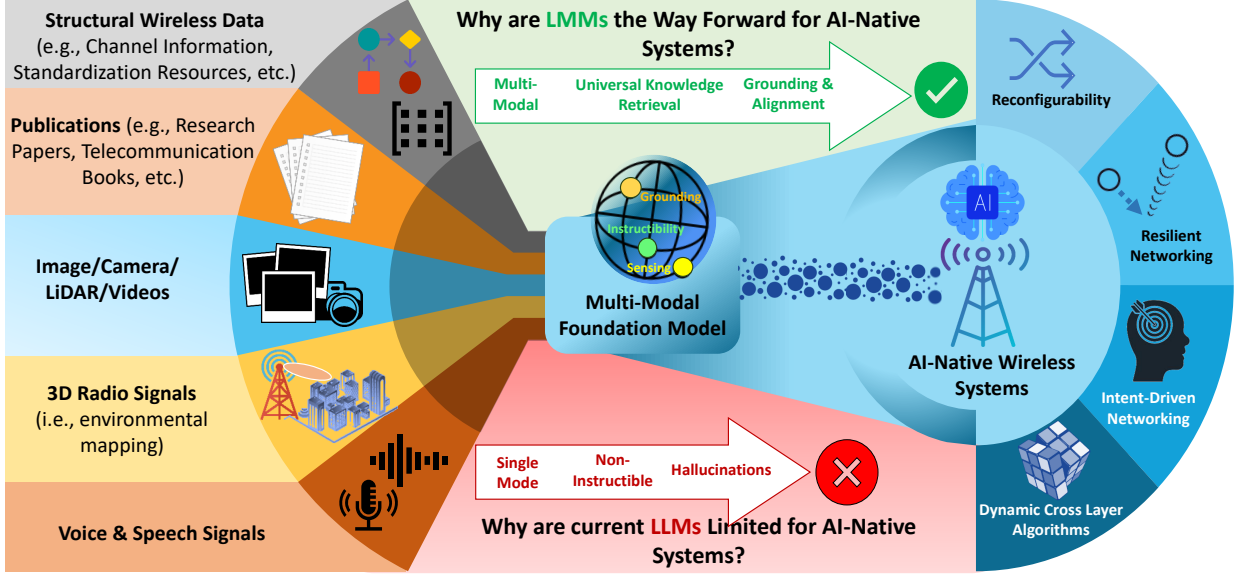 Structural Wireless Data
(e.g., Channel Information,
Standardization Resources, etc.)
Publications (e.g., Research
Papers, Telecommunication
Books, etc.)
Image/Camera/
LiDAR/Videos
3D Radio Signals
(i.e., environmental
mapping)
Voice & Speech Signals
Why are LMMs the Way Forward for AI-Native
Systems?
Multi-
Modal
Universal Knowledge
Retrieval
Grounding &
Alignment
Grounding
Instructibility
Sensing
Multi-Modal
Foundation Model
Single
Mode
Non-
Instructible
Hallucinations
Why are current LLMs Limited for AI-Native
Systems?
AI
AI-Native Wireless
Systems
Reconfigurability
Resilient
Networking
Intent-Driven
Networking
Dynamic Cross Layer
Algorithms